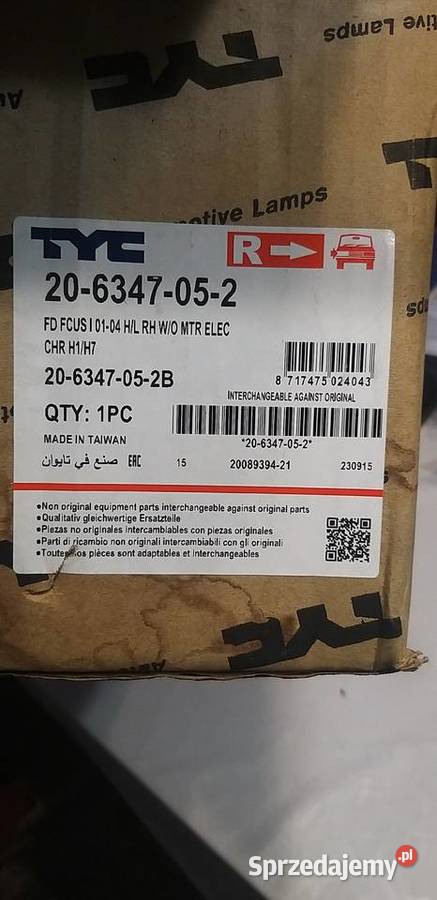 TYC
Automotive Lamps
TYC
R
20-6347-05-2
FD FCUS I 01-04 H/L RH W/O MTR ELEC
CHR H1/H7
20-6347-05-2B
8 717475 024043
INTERCHANGEABLE AGAINST ORIGINAL
QTY: 1PC
MADE IN TAIWAN
*20-6347-05-2*
صنع في تايوان EAC
15 20089394-21 230915
•Non original equipment parts interchangeable against original parts
•Qualitativ gleichwertige Ersatzteile
•Piezas no originales intercambiables con piezas originales
•Parti di ricambio non originali intercambiabili con gli originali
•Toutes nos pièces sont adaptables et interchangeables
TYC
Sprzedajemy.pl